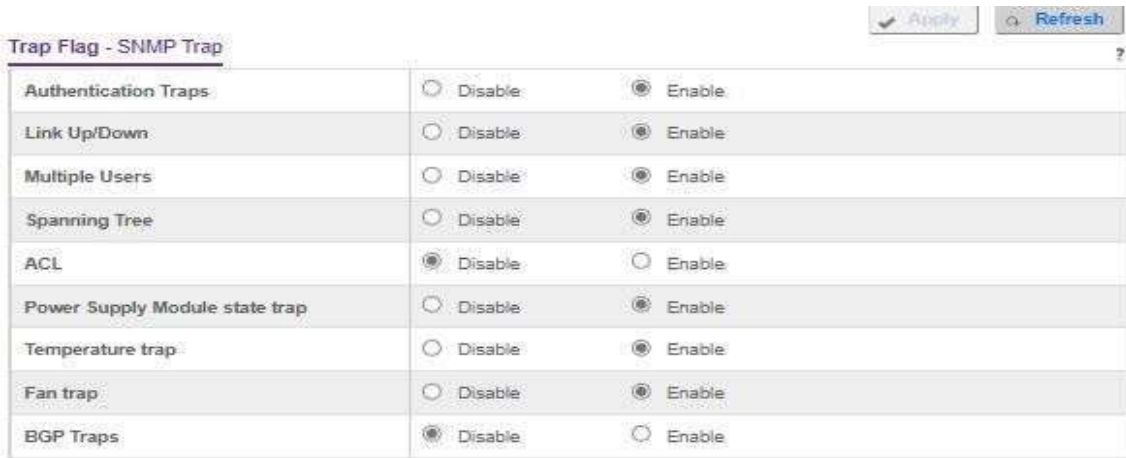 Apply Refresh
Trap Flag - SNMP Trap
?
Authentication Traps Disable Enable
Link Up/Down Disable Enable
Multiple Users Disable Enable
Spanning Tree Disable Enable
ACL Disable Enable
Power Supply Module state trap Disable Enable
Temperature trap Disable Enable
Fan trap Disable Enable
BGP Traps Disable Enable